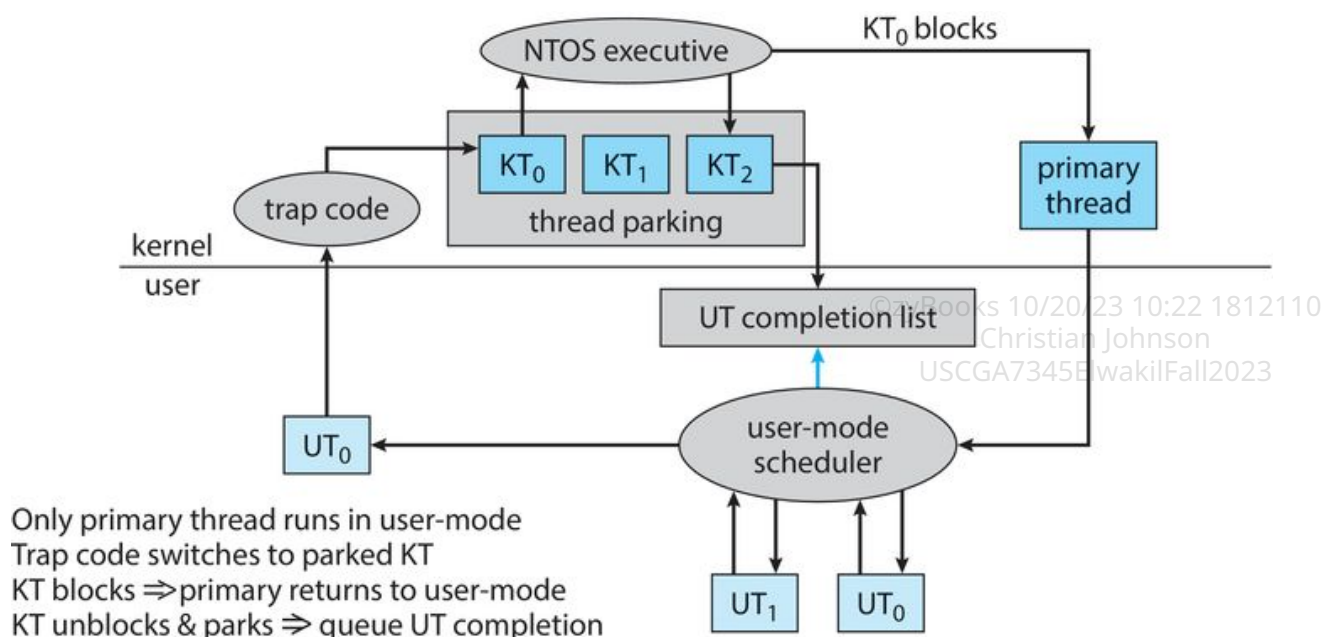 NTOS executive
KT₀ blocks
KT₀
KT₁
KT₂
primary
thread
trap code
thread parking
kernel
user
UT completion list
©zyBooks 10/20/23 10:22 1812110
Christian Johnson
USCGA7345ElwakilFall2023
user-mode
scheduler
UT₀
Only primary thread runs in user-mode
Trap code switches to parked KT
KT blocks ⇒primary returns to user-mode
KT unblocks & parks ⇒ queue UT completion
UT₁
UT₀